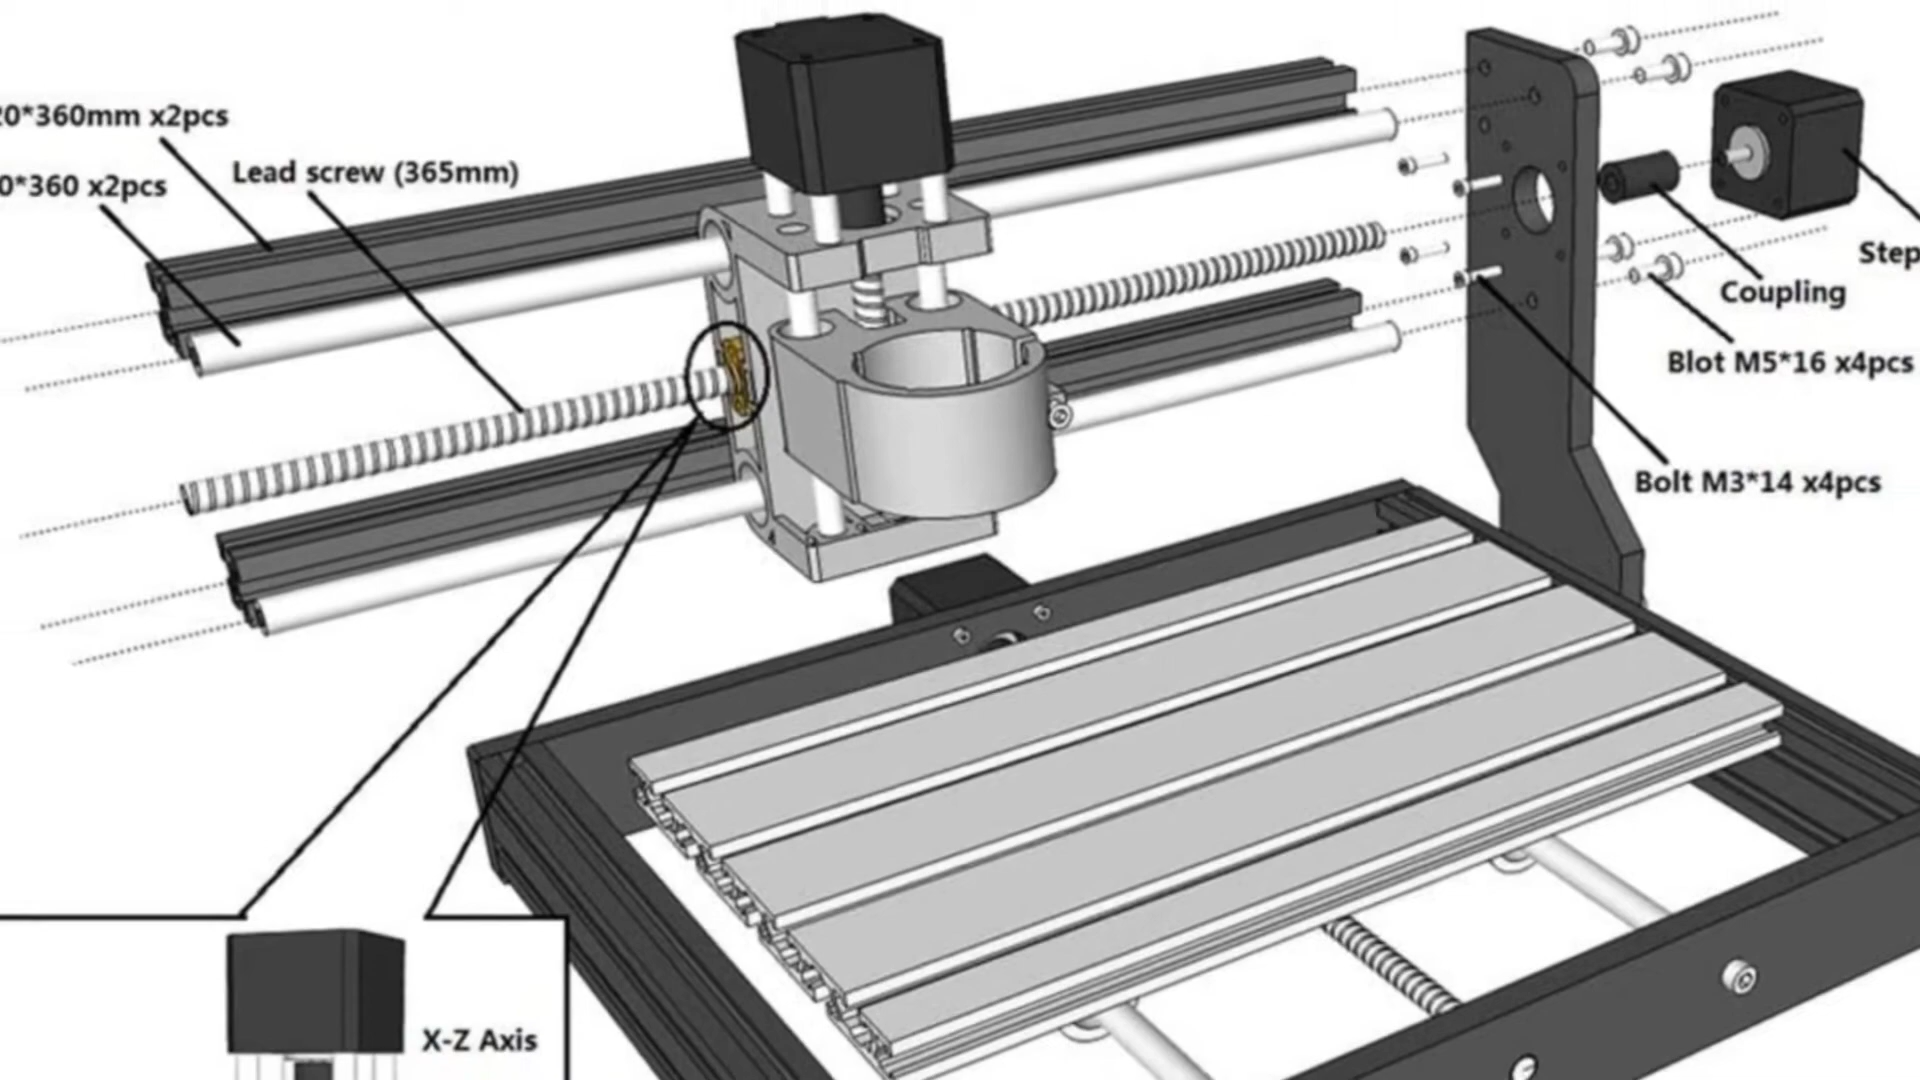 20*360mm x2pcs
0*360 x2pcs
Lead screw (365mm)
Step
Coupling
Blot M5*16 x4pcs
Bolt M3*14 x4pcs
X-Z Axis